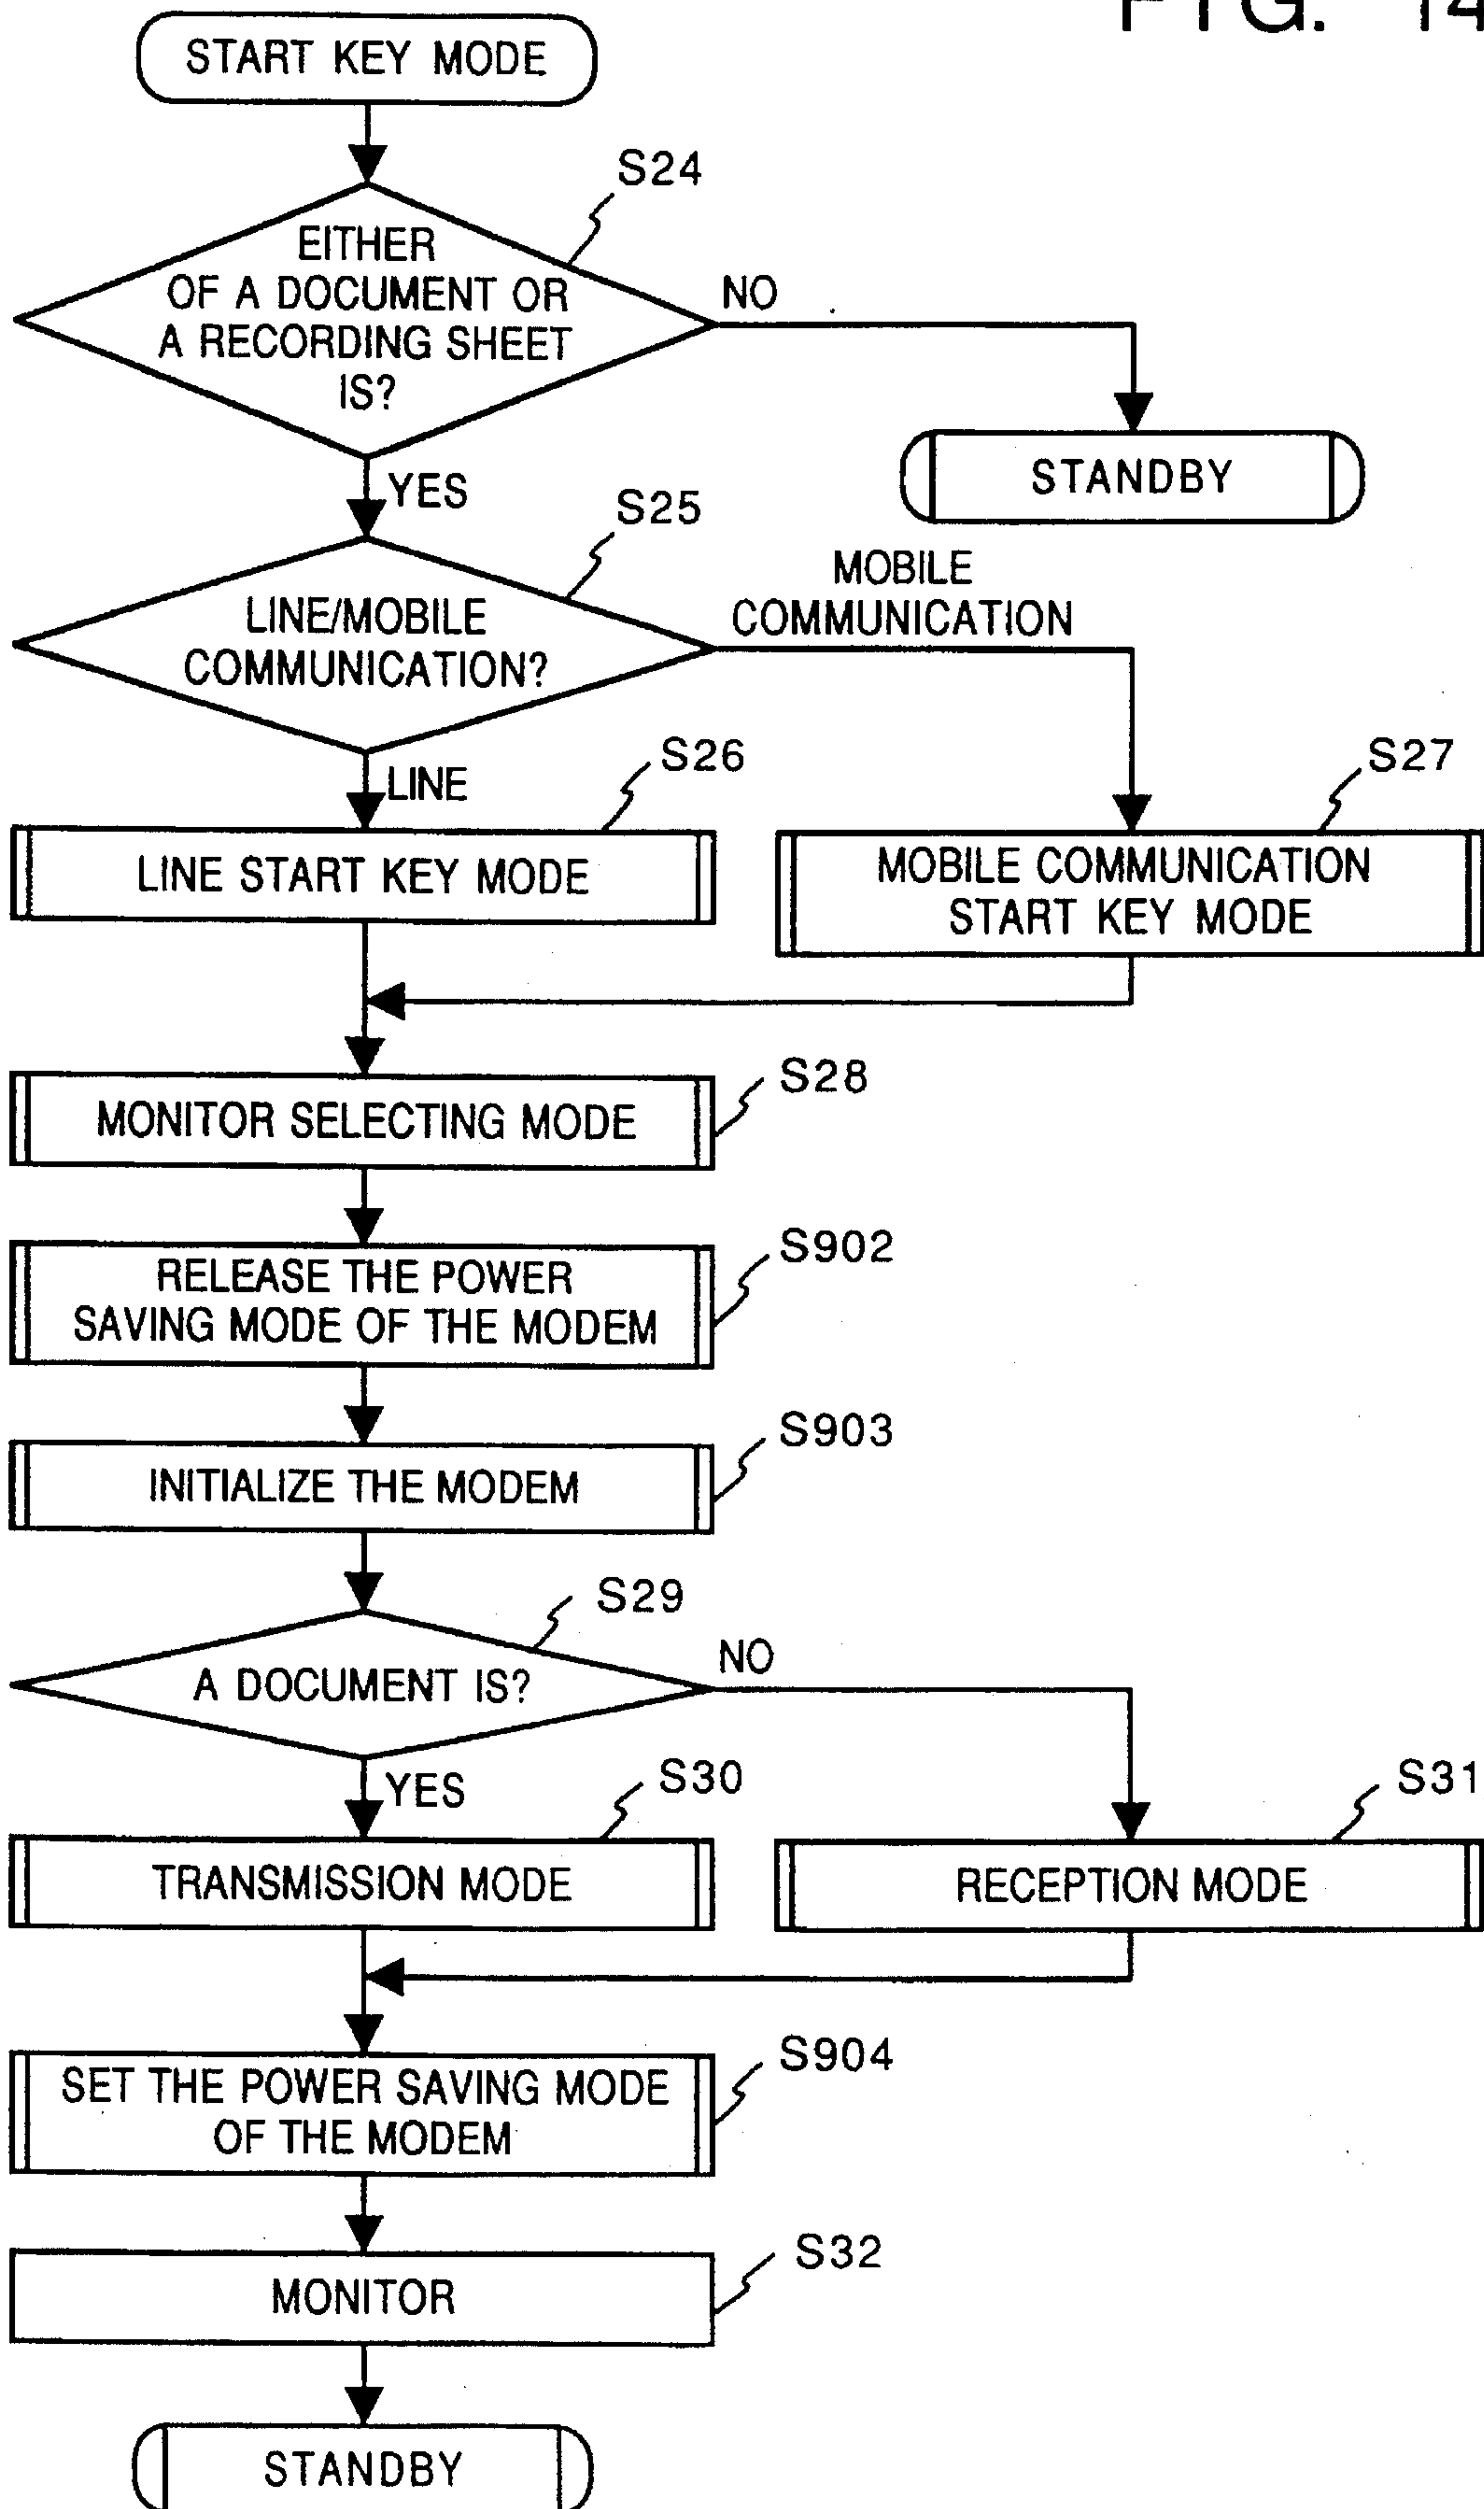 FIG. 14
START KEY MODE
S24
EITHER
OF A DOCUMENT OR
A RECORDING SHEET
IS?
NO
STANDBY
YES
S25
LINE/MOBILE
COMMUNICATION?
MOBILE
COMMUNICATION
LINE
S26
LINE START KEY MODE
S27
MOBILE COMMUNICATION
START KEY MODE
MONITOR SELECTING MODE
S28
RELEASE THE POWER
SAVING MODE OF THE MODEM
S902
INITIALIZE THE MODEM
S903
S29
A DOCUMENT IS?
NO
YES
S30
TRANSMISSION MODE
S31
RECEPTION MODE
SET THE POWER SAVING MODE
OF THE MODEM
S904
MONITOR
S32
STANDBY